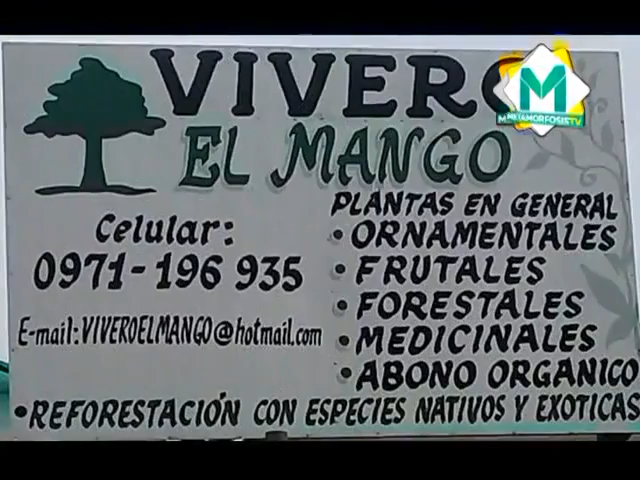 VIVERO
METAMORFOSISTV
EL MANGO
PLANTAS EN GENERAL
Celular:
0971-196 935
E-mail: VIVEROELMANGO@hotmail.com
• ORNAMENTALES
• FRUTALES
• FORESTALES
• MEDICINALES
• ABONO ORGANICO
• REFORESTACIÓN CON ESPECIES NATIVOS Y EXOTICAS